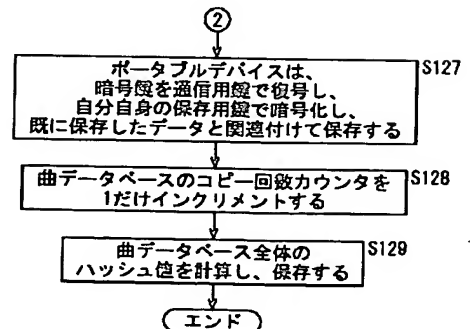 ②
ポータブルデバイスは、
暗号鍵を通信用鍵で復号し、
自分自身の保存用鍵で暗号化し、
既に保存したデータと関連付けて保存する
S127
曲データベースのコピー回数カウンタを
1だけインクリメントする
S128
曲データベース全体の
ハッシュ値を計算し、保存する
S129
エンド